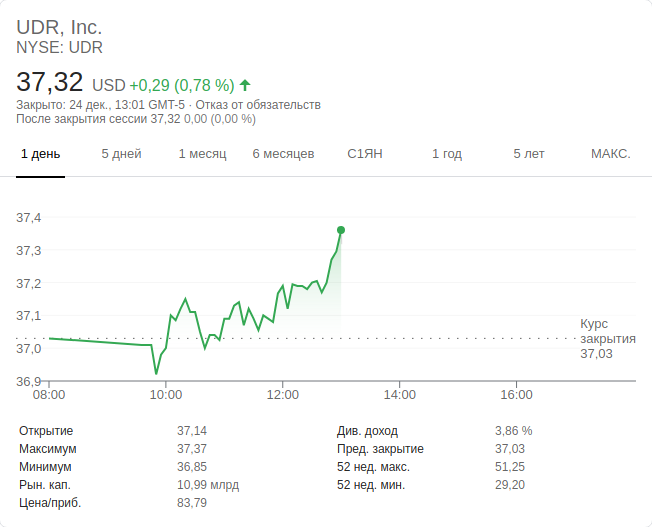 UDR, Inc.
NYSE: UDR
37,32 USD +0,29 (0,78 %)
Закрыто: 24 дек., 13:01 GMT-5 · Отказ от обязательств
После закрытия сессии 37,32 0,00 (0,00 %)
1 день 5 дней 1 месяц 6 месяцев С1ЯН 1 год 5 лет МАКС.
37,4
37,3
37,2
37,1
37,0
36,9
Курс
закрытия
37,03
08:00 10:00 12:00 14:00 16:00
Открытие 37,14 Див. доход 3,86 %
Максимум 37,37 Пред. закрытие 37,03
Минимум 36,85 52 нед. макс. 51,25
Рын. кап. 10,99 млрд 52 нед. мин. 29,20
Цена/приб. 83,79